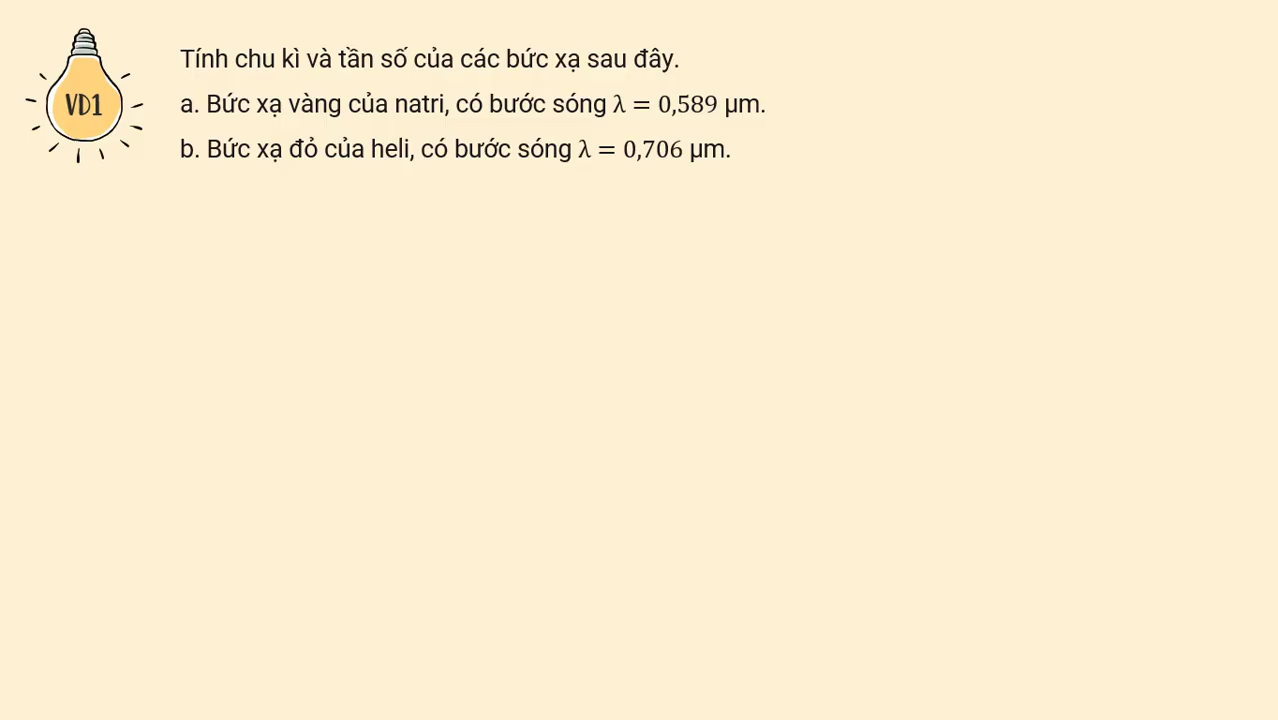 VD1
Tính chu kì và tần số của các bức xạ sau đây.
a. Bức xạ vàng của natri, có bước sóng λ = 0,589 μm.
b. Bức xạ đỏ của heli, có bước sóng λ = 0,706 μm.